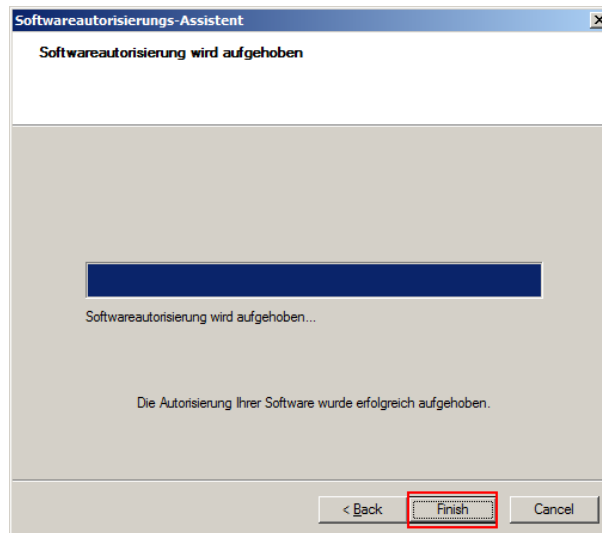 Softwareautorisierungs-Assistent
Softwareautorisierung wird aufgehoben
Softwareautorisierung wird aufgehoben...
Die Autorisierung Ihrer Software wurde erfolgreich aufgehoben.
< Back Finish Cancel